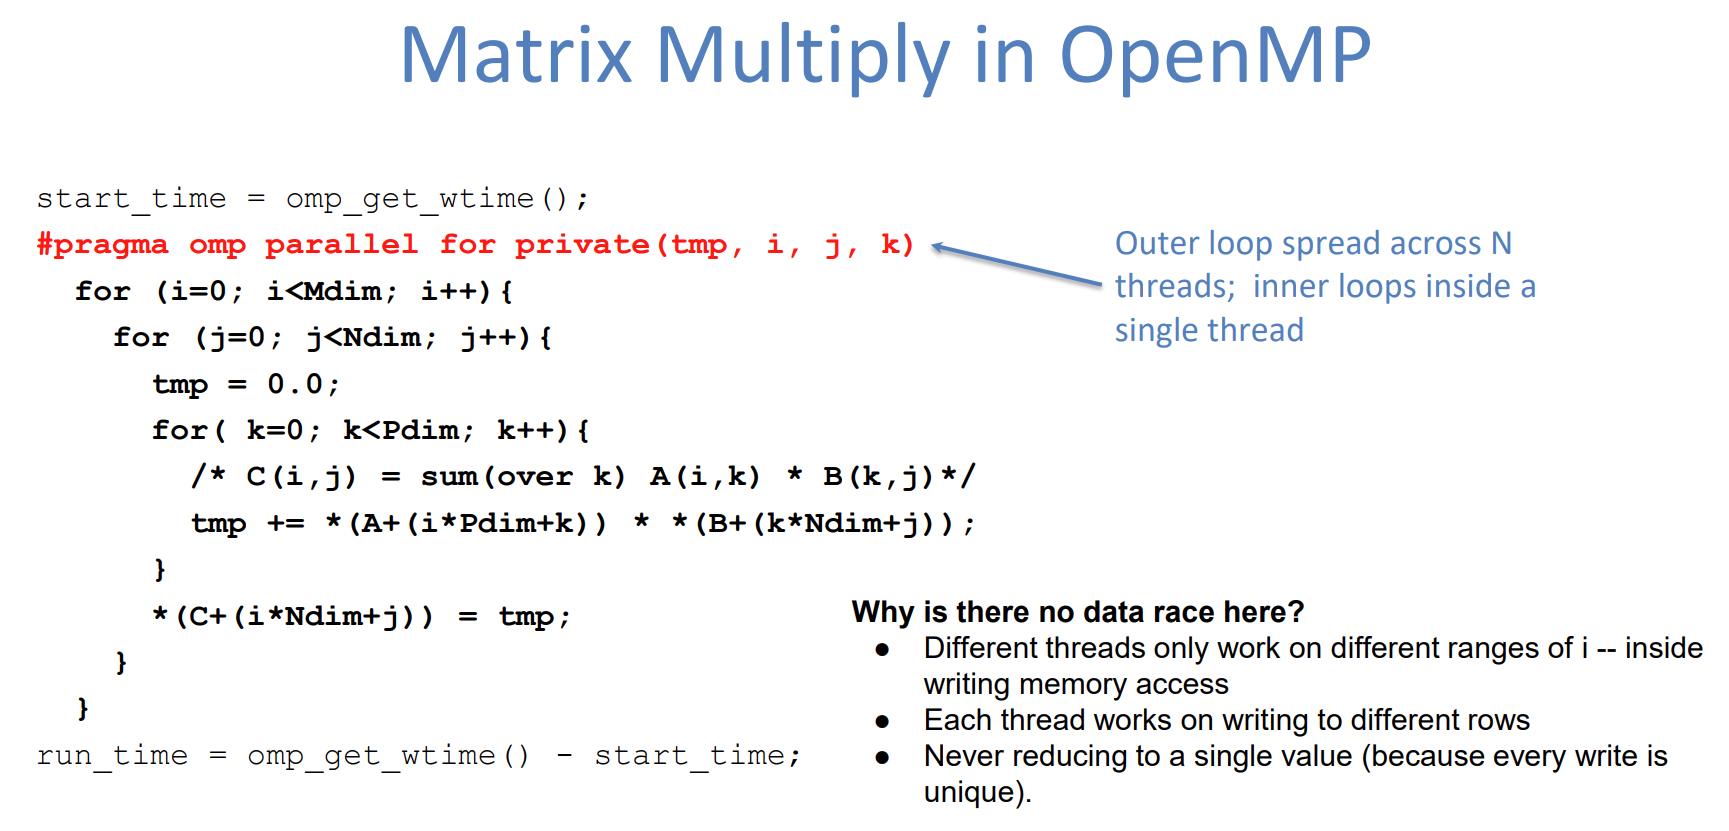 Matrix Multiply in OpenMP
start_time = omp_get_wtime();
#pragma omp parallel for private(tmp, i, j, k)
for (i=0; i<Mdim; i++){
for (j=0; j<Ndim; j++){
tmp = 0.0;
for( k=0; k<Pdim; k++){
/* C(i,j) = sum(over k) A(i,k) * B(k,j)*/
tmp += *(A+(i*Pdim+k)) * *(B+(k*Ndim+j));
}
*(C+(i*Ndim+j)) = tmp;
}
}
run_time = omp_get_wtime() - start_time;
Outer loop spread across N
threads; inner loops inside a
single thread
Why is there no data race here?
● Different threads only work on different ranges of i -- inside
writing memory access
● Each thread works on writing to different rows
● Never reducing to a single value (because every write is
unique).